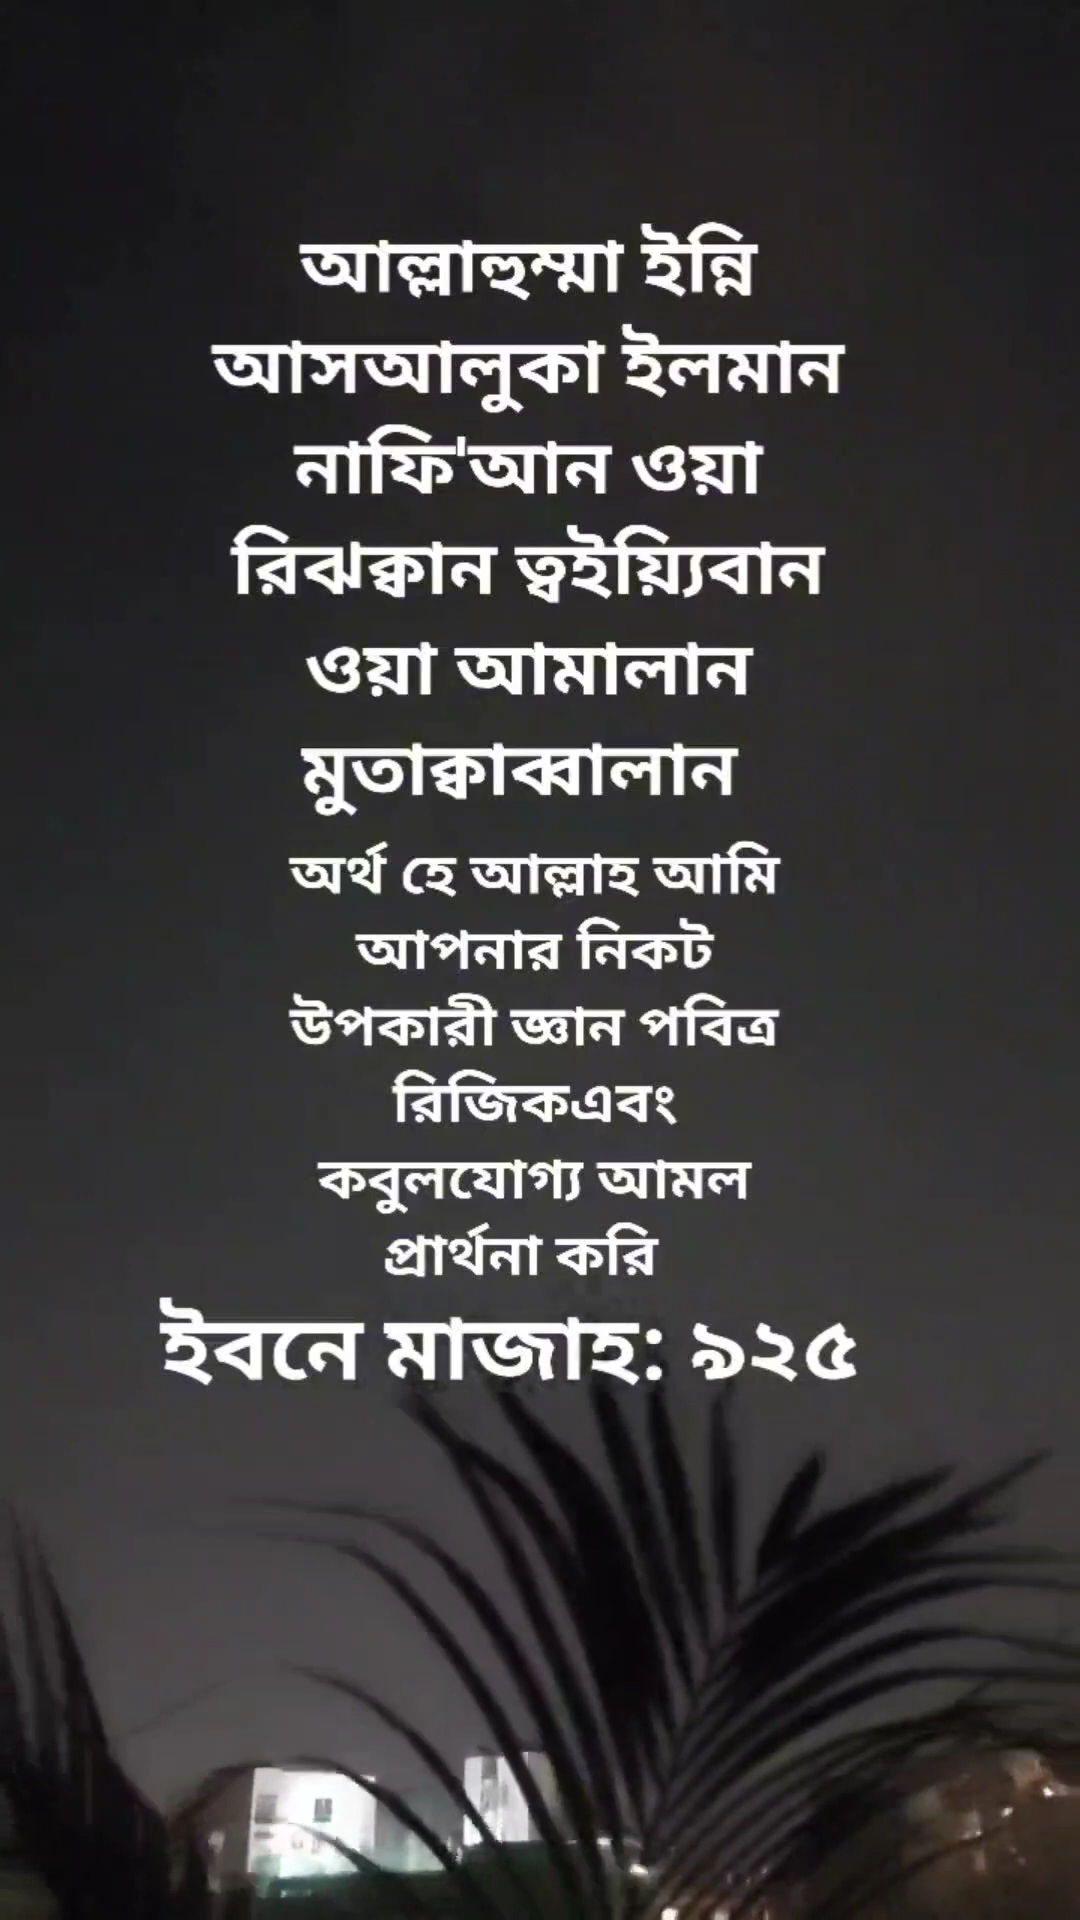 আল্লাহুম্মা ইন্নি
আসআলুকা ইলমান
নাফি'আন ওয়া
রিঝক্বান ত্বইয়্যিবান
ওয়া আমালান
মুতাক্বাব্বালান
অর্থ হে আল্লাহ আমি
আপনার নিকট
উপকারী জ্ঞান পবিত্র
রিজিকএবং
কবুলযোগ্য আমল
প্রার্থনা করি
ইবনে মাজাহ: ৯২৫